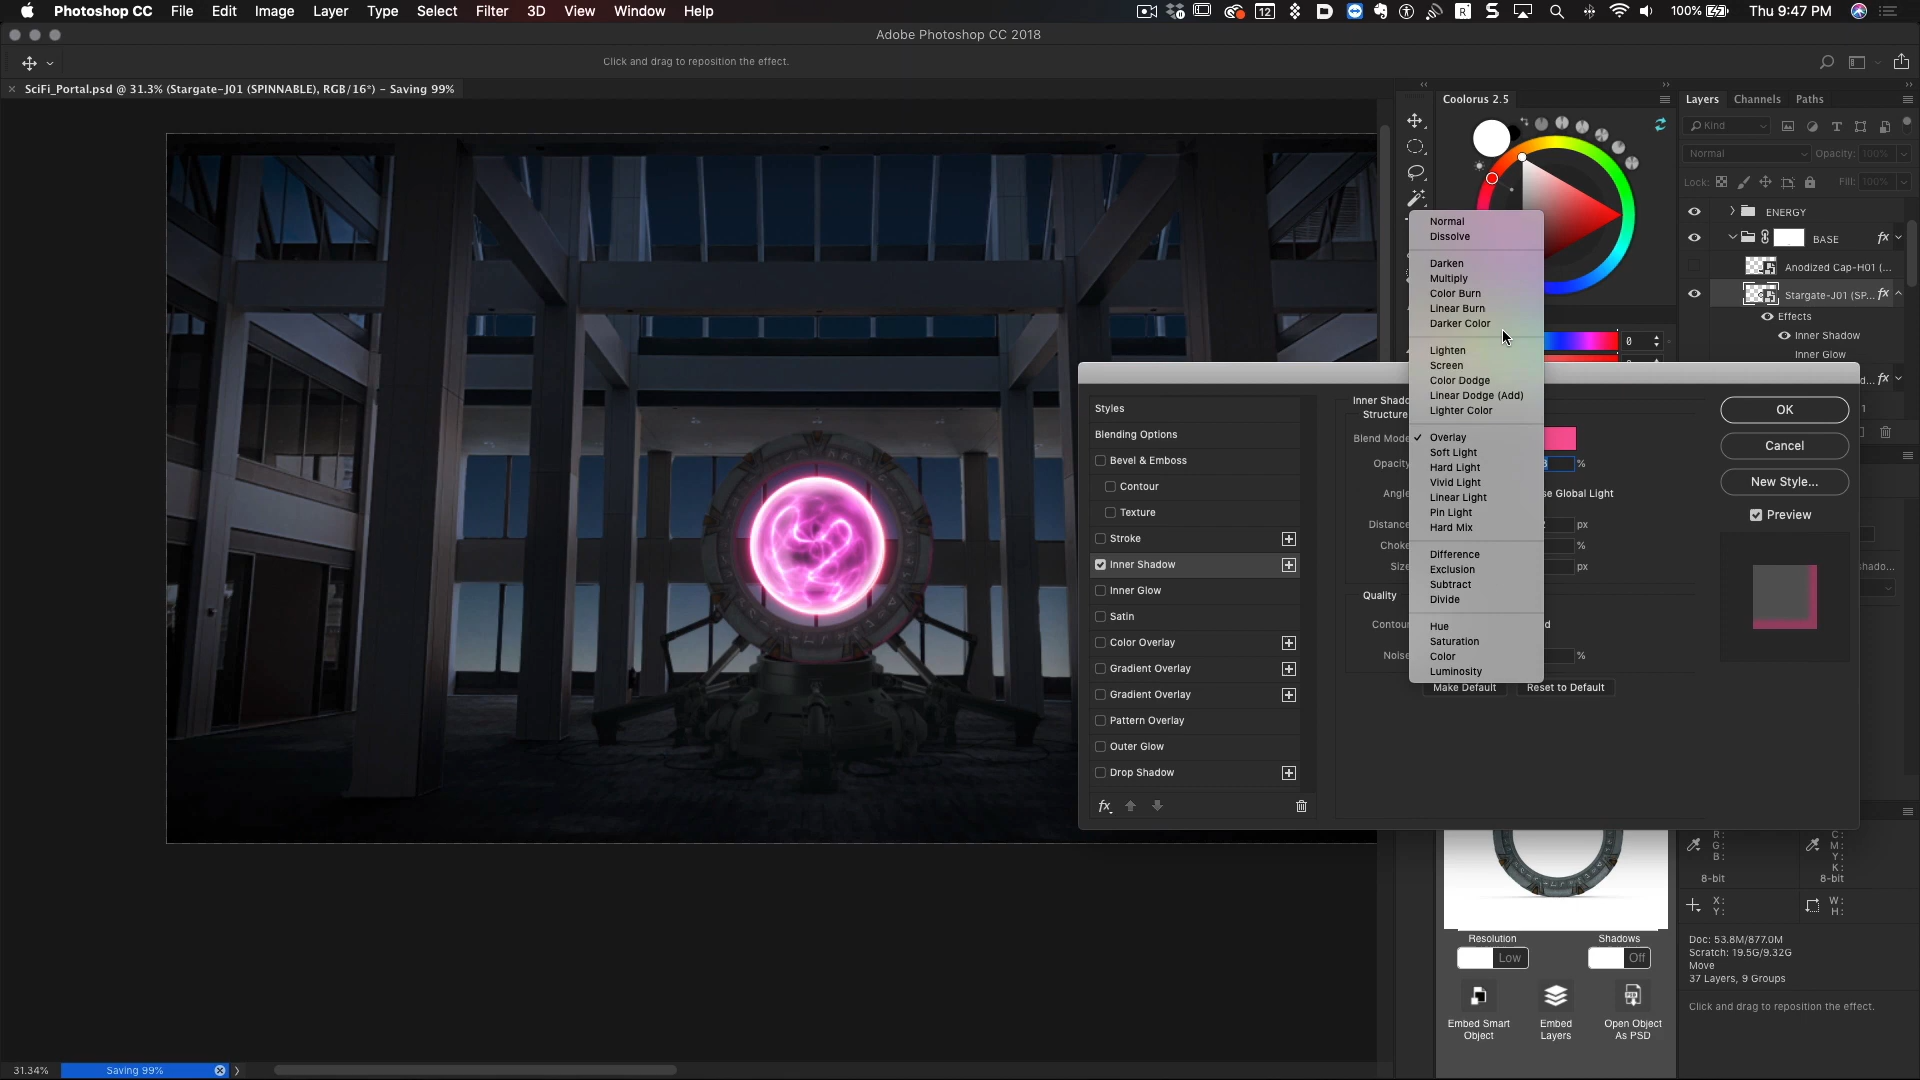 Photoshop CC File Edit Image Layer Type Select Filter 3D View Window Help 12 100% Thu 9:47 PM
Adobe Photoshop CC 2018
Click and drag to reposition the effect.
SciFi_Portal.psd @ 31.3% (Stargate-J01 (SPINNABLE), RGB/16*) - Saving 99%
Coolorus 2.5
Layers Channels Paths
Kind
Normal Opacity: 100%
Lock: Fill: 100%
ENERGY
BASE fx
Anodized Cap-H01 (...
Stargate-J01 (SP... fx
Effects
Inner Shadow
Inner Glow
0
Normal
Dissolve
Darken
Multiply
Color Burn
Linear Burn
Darker Color
Lighten
Screen
Color Dodge
Linear Dodge (Add)
Lighter Color
Overlay
Soft Light
Hard Light
Vivid Light
Linear Light
Pin Light
Hard Mix
Difference
Exclusion
Subtract
Divide
Hue
Saturation
Color
Luminosity
Styles
Blending Options
Bevel & Emboss
Contour
Texture
Stroke
Inner Shadow
Inner Glow
Satin
Color Overlay
Gradient Overlay
Gradient Overlay
Pattern Overlay
Outer Glow
Drop Shadow
fx
Structure
Blend Mode
Opacity %
Angle
Distance px
Choke %
Size px
Quality
Contour
Noise %
Make Default Reset to Default
OK
Cancel
New Style...
Preview
R: G: B:
8-bit
C: M: Y: K:
8-bit
X: Y:
W: H:
Doc: 53.8M/877.0M
Scratch: 19.5G/9.32G
Move
37 Layers, 9 Groups
Click and drag to reposition the effect.
Resolution Shadows
Low Off
Embed Smart Object
Embed Layers
Open Object As PSD
31.34% Saving 99%